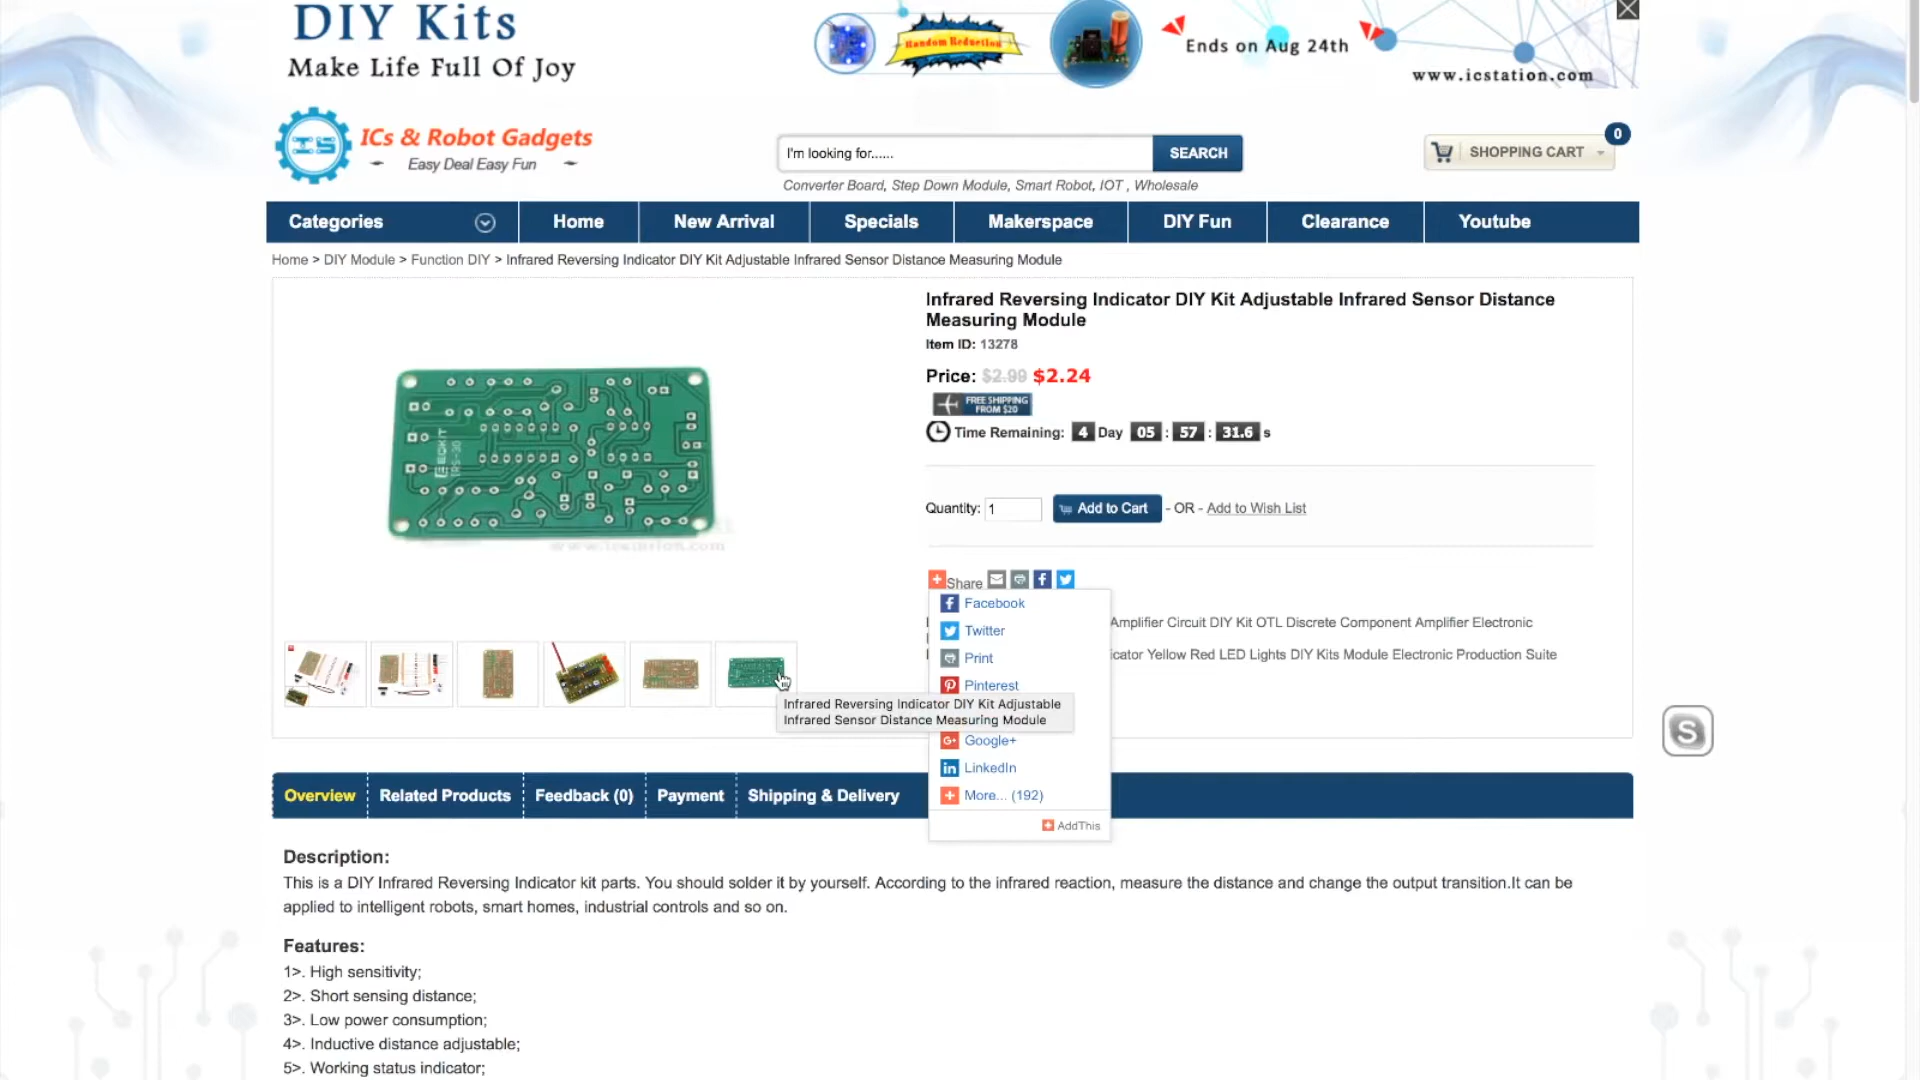 DIY Kits
Make Life Full Of Joy
Random Reduction
Ends on Aug 24th
www.icstation.com
IS
ICs & Robot Gadgets
Easy Deal Easy Fun
I'm looking for......
SEARCH
SHOPPING CART
0
Converter Board, Step Down Module, Smart Robot, IOT , Wholesale
Categories
Home
New Arrival
Specials
Makerspace
DIY Fun
Clearance
Youtube
Home > DIY Module > Function DIY > Infrared Reversing Indicator DIY Kit Adjustable Infrared Sensor Distance Measuring Module
Infrared Reversing Indicator DIY Kit Adjustable Infrared Sensor Distance
Measuring Module
Item ID: 13278
Price: $2.99 $2.24
FREE SHIPPING
FROM $20
Time Remaining: 4 Day 05 : 57 : 31.6 s
EQKIT
IRS-30
www.icstation.com
Quantity: 1 Add to Cart - OR - Add to Wish List
Share
Facebook
Amplifier Circuit DIY Kit OTL Discrete Component Amplifier Electronic
Twitter
icator Yellow Red LED Lights DIY Kits Module Electronic Production Suite
Print
Pinterest
Infrared Reversing Indicator DIY Kit Adjustable
Infrared Sensor Distance Measuring Module
Google+
LinkedIn
More... (192)
AddThis
S
Overview
Related Products
Feedback (0)
Payment
Shipping & Delivery
Description:
This is a DIY Infrared Reversing Indicator kit parts. You should solder it by yourself. According to the infrared reaction, measure the distance and change the output transition.It can be
applied to intelligent robots, smart homes, industrial controls and so on.
Features:
1>. High sensitivity;
2>. Short sensing distance;
3>. Low power consumption;
4>. Inductive distance adjustable;
5>. Working status indicator;